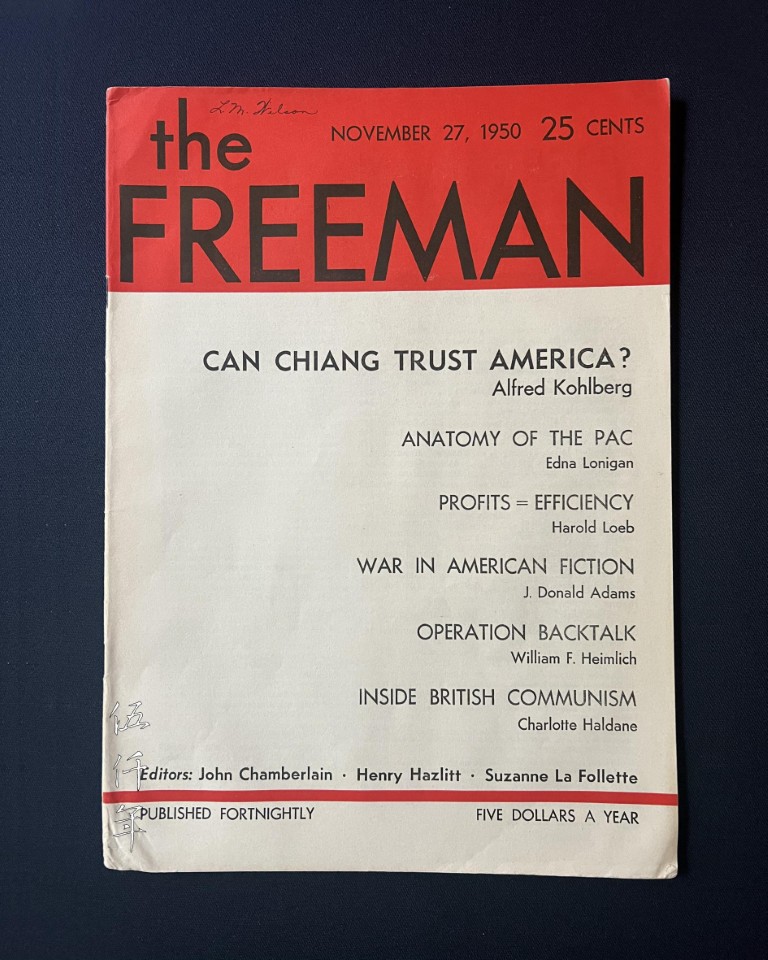 L M. Wilson
the
NOVEMBER 27, 1950 25 CENTS
FREEMAN
CAN CHIANG TRUST AMERICA?
Alfred Kohlberg
ANATOMY OF THE PAC
Edna Lonigan
PROFITS = EFFICIENCY
Harold Loeb
WAR IN AMERICAN FICTION
J. Donald Adams
OPERATION BACKTALK
William F. Heimlich
INSIDE BRITISH COMMUNISM
Charlotte Haldane
Editors: John Chamberlain · Henry Hazlitt · Suzanne La Follette
PUBLISHED FORTNIGHTLY FIVE DOLLARS A YEAR
伍仟年